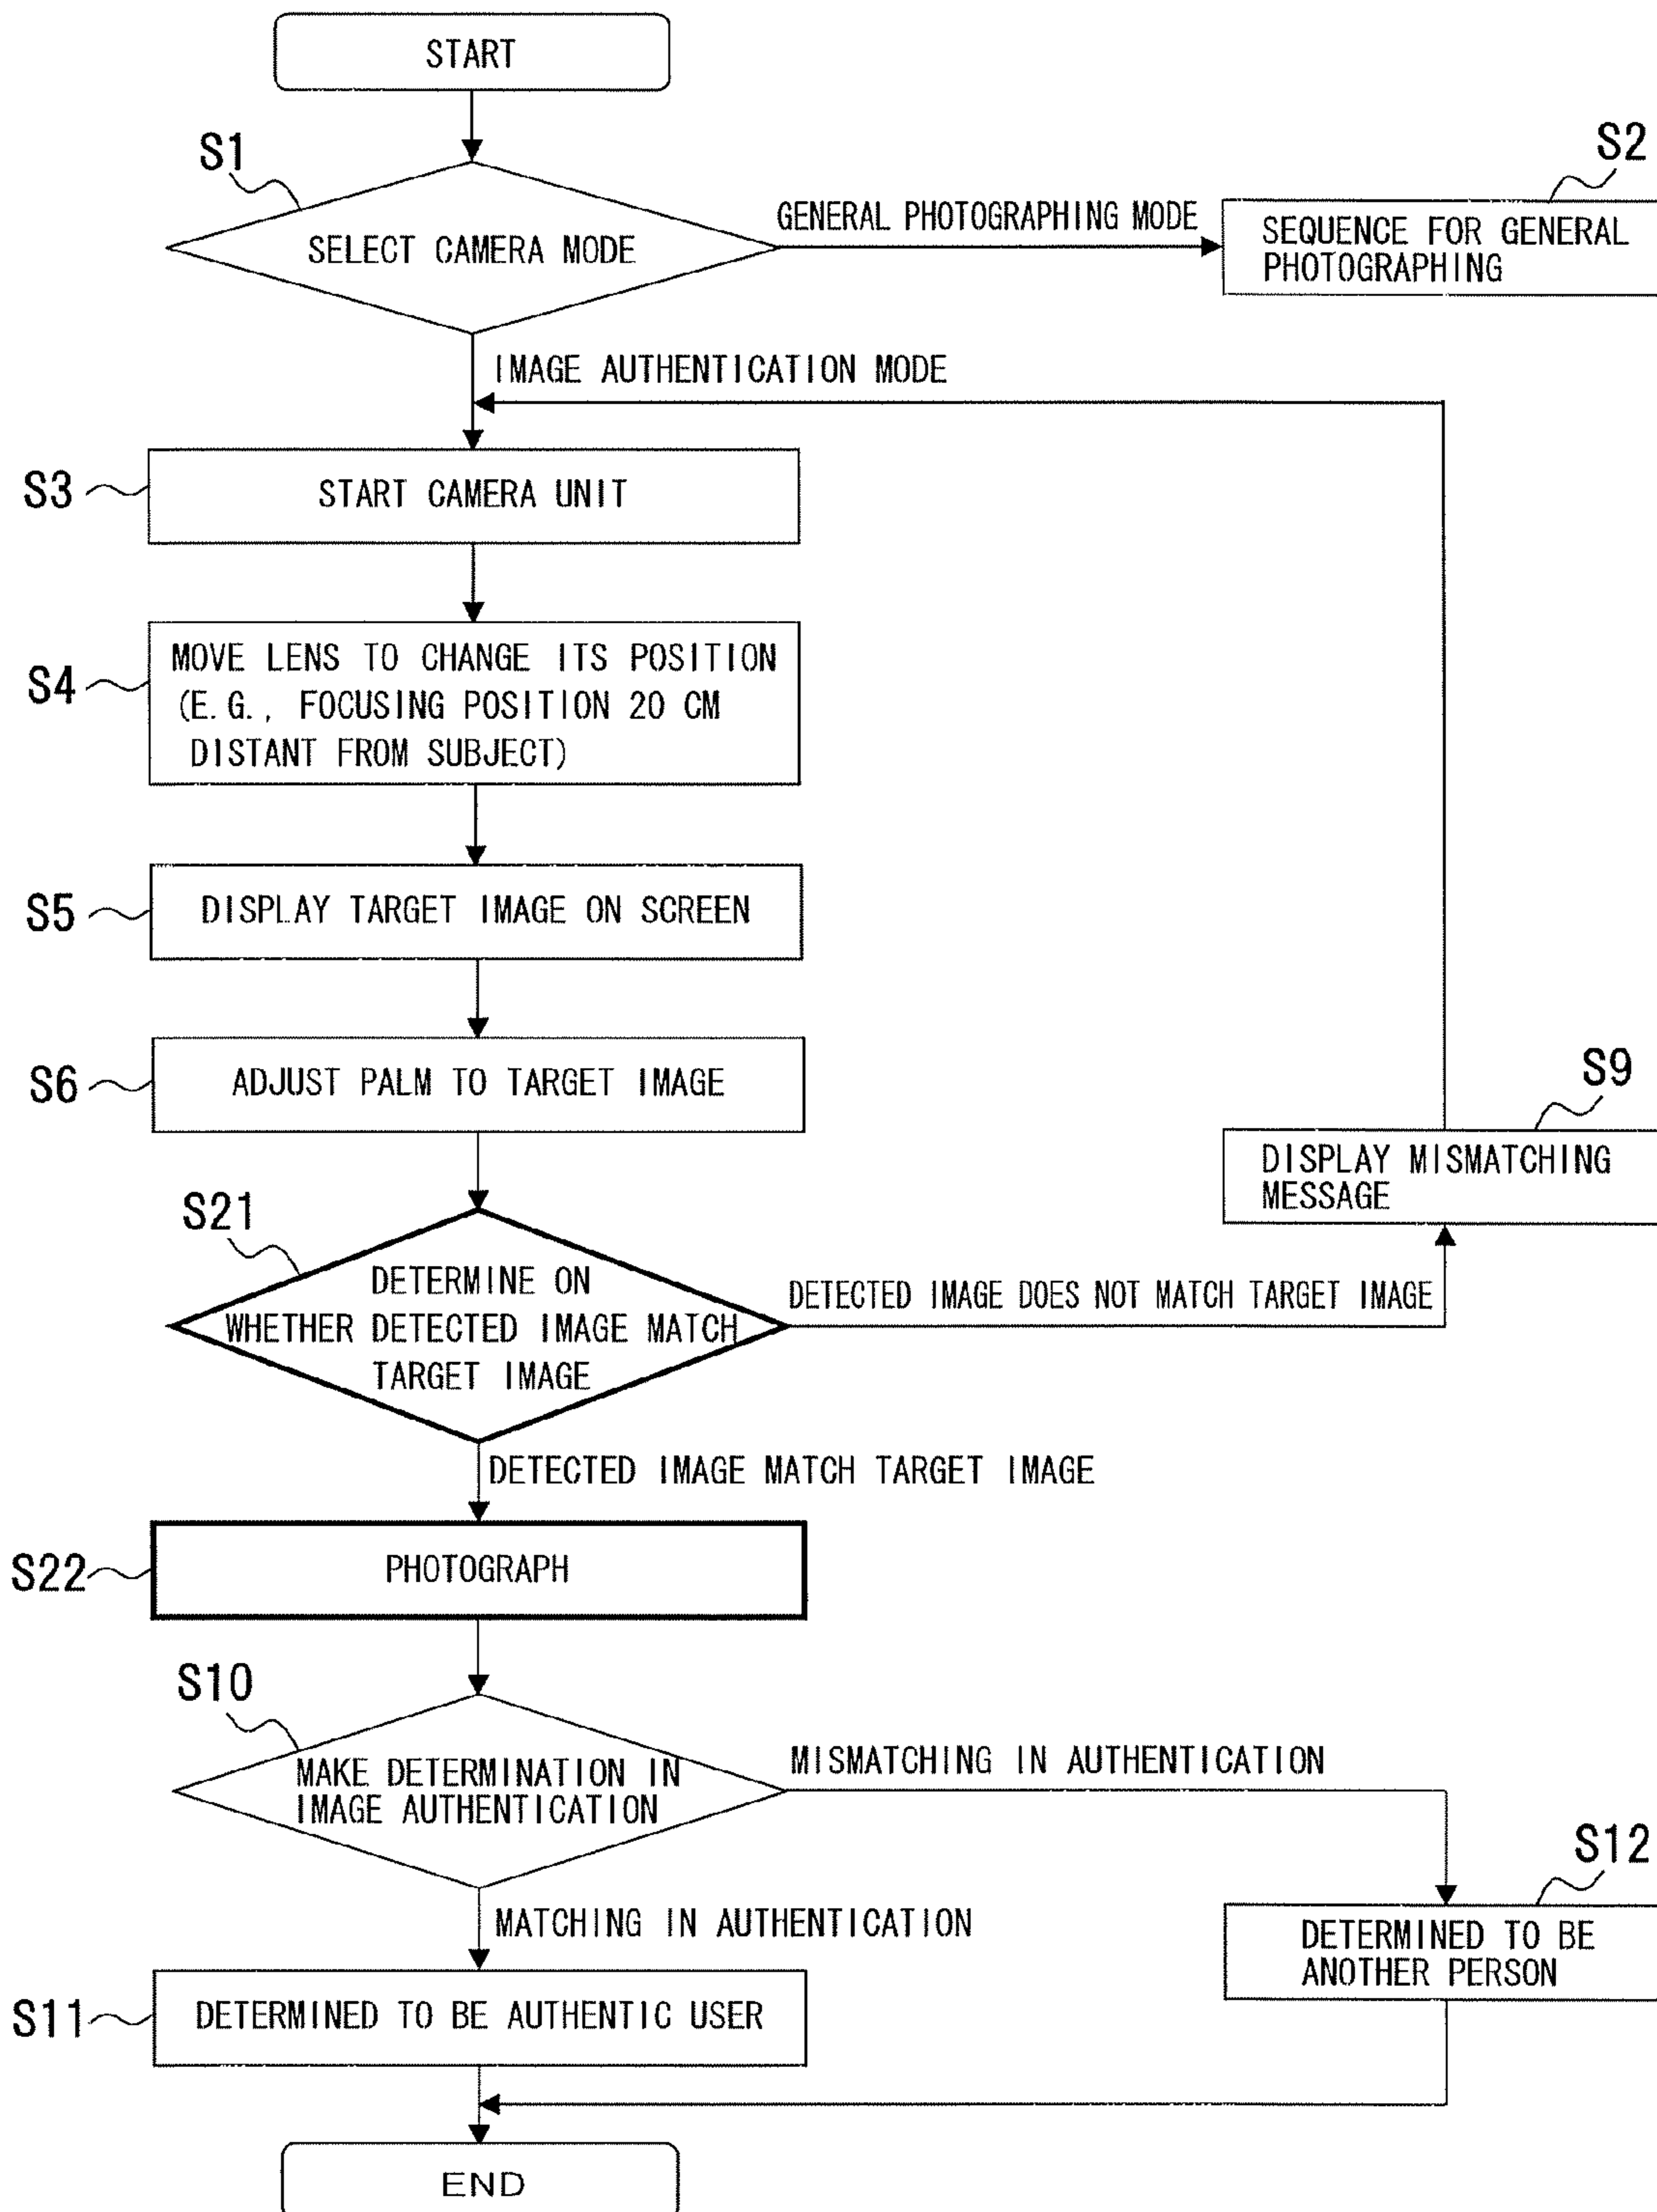 START
S1
S2
SELECT CAMERA MODE
GENERAL PHOTOGRAPHING MODE
SEQUENCE FOR GENERAL
PHOTOGRAPHING
IMAGE AUTHENTICATION MODE
S3
START CAMERA UNIT
S4
MOVE LENS TO CHANGE ITS POSITION
(E.G., FOCUSING POSITION 20 CM
DISTANT FROM SUBJECT)
S5
DISPLAY TARGET IMAGE ON SCREEN
S6
ADJUST PALM TO TARGET IMAGE
S9
DISPLAY MISMATCHING
MESSAGE
S21
DETERMINE ON
WHETHER DETECTED IMAGE MATCH
TARGET IMAGE
DETECTED IMAGE DOES NOT MATCH TARGET IMAGE
DETECTED IMAGE MATCH TARGET IMAGE
S22
PHOTOGRAPH
S10
MAKE DETERMINATION IN
IMAGE AUTHENTICATION
MISMATCHING IN AUTHENTICATION
S12
DETERMINED TO BE
ANOTHER PERSON
MATCHING IN AUTHENTICATION
S11
DETERMINED TO BE AUTHENTIC USER
END